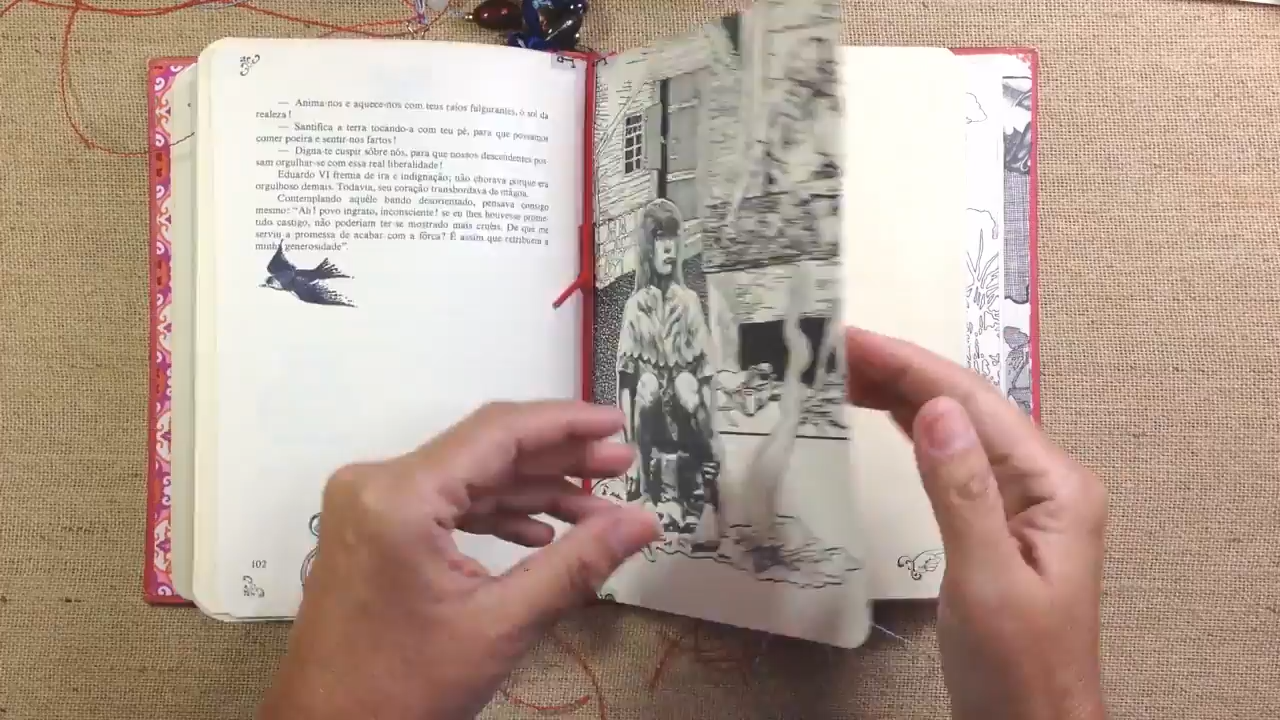 — Anima-nos e aquece-nos com teus raios fulgurantes, ó sol da
realeza!
— Santifica a terra tocando-a com teu pé, para que possamos
comer poeira e sentir-nos fartos!
— Digna-te cuspir sôbre nós, para que nossos descendentes pos-
sam orgulhar-se com essa real liberalidade!
Eduardo VI fremia de ira e indignação; não chorava porque era
orgulhoso demais. Todavia, seu coração transbordava de mágoa.
Contemplando aquêle bando desorientado, pensava consigo
mesmo: "Ah! povo ingrato, inconsciente! se eu lhes houvesse prome-
tido castigo, não poderiam ter-se mostrado mais cruéis. De que me
serviu a promessa de acabar com a fôrca? É assim que retribuem a
minha generosidade".
102